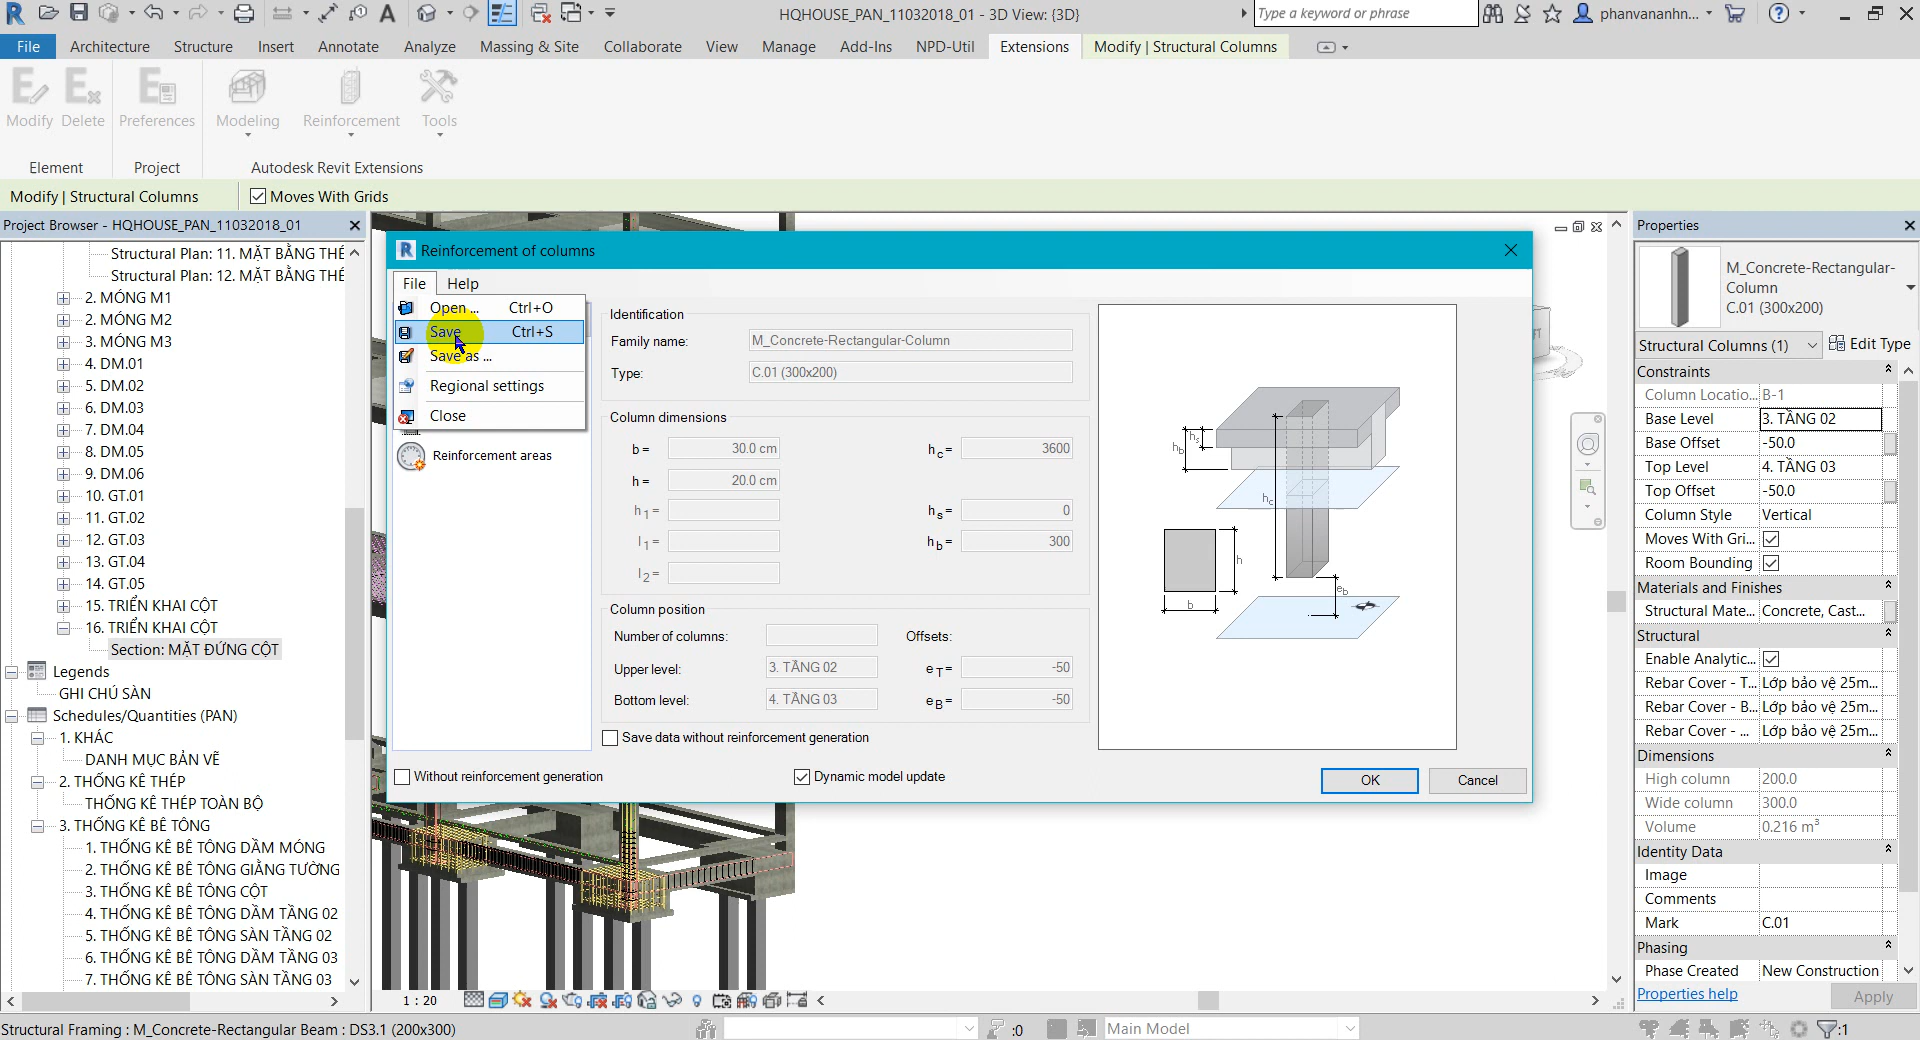 HQHOUSE_PAN_11032018_01 - 3D View: {3D}
Type a keyword or phrase
phanvananhn...
File Architecture Structure Insert Annotate Analyze Massing & Site Collaborate View Manage Add-Ins NPD-Util Extensions Modify | Structural Columns
Modify Delete Preferences Modeling Reinforcement Tools
Element Project Autodesk Revit Extensions
Modify | Structural Columns Moves With Grids
Project Browser - HQHOUSE_PAN_11032018_01
Structural Plan: 11. MẶT BẰNG THÉ
Structural Plan: 12. MẶT BẰNG THÉ
2. MÓNG M1
2. MÓNG M2
3. MÓNG M3
4. DM.01
5. DM.02
6. DM.03
7. DM.04
8. DM.05
9. DM.06
10. GT.01
11. GT.02
12. GT.03
13. GT.04
14. GT.05
15. TRIỂN KHAI CỘT
16. TRIỂN KHAI CỘT
Section: MẶT ĐỨNG CỘT
Legends
GHI CHÚ SÀN
Schedules/Quantities (PAN)
1. KHÁC
DANH MỤC BẢN VẼ
2. THỐNG KÊ THÉP
THỐNG KÊ THÉP TOÀN BỘ
3. THỐNG KÊ BÊ TÔNG
1. THỐNG KÊ BÊ TÔNG DẦM MÓNG
2. THỐNG KÊ BÊ TÔNG GIẰNG TƯỜNG
3. THỐNG KÊ BÊ TÔNG CỘT
4. THỐNG KÊ BÊ TÔNG DẦM TẦNG 02
5. THỐNG KÊ BÊ TÔNG SÀN TẦNG 02
6. THỐNG KÊ BÊ TÔNG DẦM TẦNG 03
7. THỐNG KÊ BÊ TÔNG SÀN TẦNG 03
Reinforcement of columns
File Help
Open ... Ctrl+O
Save Ctrl+S
Save as ...
Regional settings
Close
Reinforcement areas
Identification
Family name: M_Concrete-Rectangular-Column
Type: C.01 (300x200)
Column dimensions
b= 30.0 cm hc= 3600
h= 20.0 cm
h1= hs= 0
l1= hb= 300
l2=
Column position
Number of columns: Offsets:
Upper level: 3. TẦNG 02 eT= -50
Bottom level: 4. TẦNG 03 eB= -50
Save data without reinforcement generation
Without reinforcement generation Dynamic model update
OK Cancel
hs
hb
hc
h
b
eb
Properties
M_Concrete-Rectangular-
Column
C.01 (300x200)
Structural Columns (1) Edit Type
Constraints
Column Locatio... B-1
Base Level 3. TẦNG 02
Base Offset -50.0
Top Level 4. TẦNG 03
Top Offset -50.0
Column Style Vertical
Moves With Gri...
Room Bounding
Materials and Finishes
Structural Mate... Concrete, Cast...
Structural
Enable Analytic...
Rebar Cover - T... Lớp bảo vệ 25m...
Rebar Cover - B... Lớp bảo vệ 25m...
Rebar Cover - ... Lớp bảo vệ 25m...
Dimensions
High column 200.0
Wide column 300.0
Volume 0.216 m³
Identity Data
Image
Comments
Mark C.01
Phasing
Phase Created New Construction
Properties help Apply
1 : 20
Structural Framing : M_Concrete-Rectangular Beam : DS3.1 (200x300)
:0
Main Model
:1